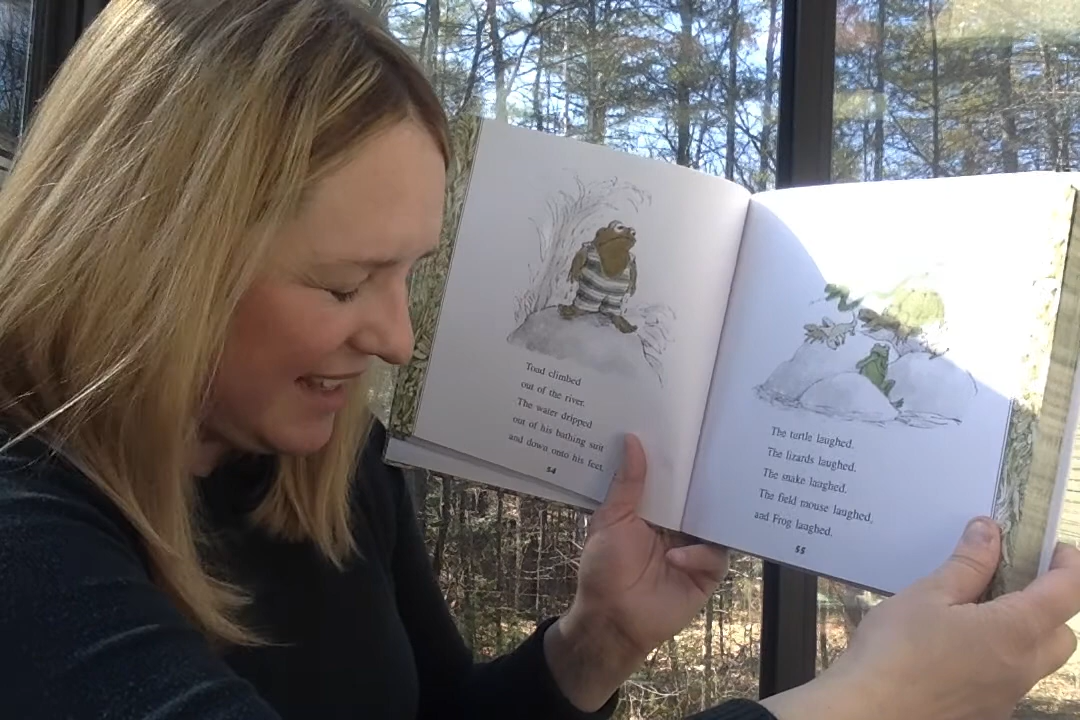 Toad climbed
out of the river.
The water dripped
out of his bathing suit
and down onto his feet.
54
The turtle laughed.
The lizards laughed.
The snake laughed.
The field mouse laughed,
and Frog laughed.
55